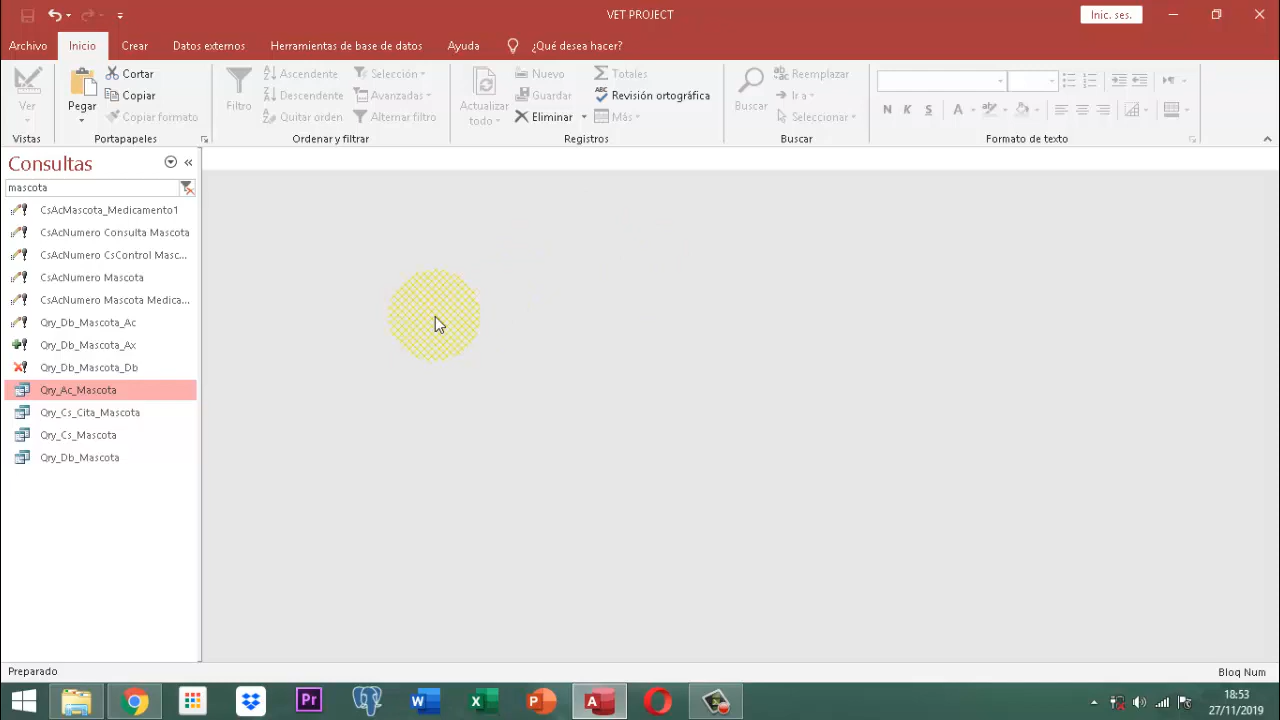 VET PROJECT
Inic. ses.
Archivo Inicio Crear Datos externos Herramientas de base de datos Ayuda ¿Qué desea hacer?
Ver
Pegar
Cortar
Copiar
Copiar formato
Filtro
Ascendente
Descendente
Quitar orden
Selección
Avanzadas
Alternar filtro
Actualizar todo
Nuevo
Guardar
Eliminar
Totales
Revisión ortográfica
Más
Buscar
Reemplazar
Ir a
Seleccionar
N K S A
Vistas Portapapeles Ordenar y filtrar Registros Buscar Formato de texto
Consultas
mascota
CsAcMascota_Medicamento1
CsAcNumero Consulta Mascota
CsAcNumero CsControl Masc...
CsAcNumero Mascota
CsAcNumero Mascota Medica...
Qry_Db_Mascota_Ac
Qry_Db_Mascota_Ax
Qry_Db_Mascota_Db
Qry_Ac_Mascota
Qry_Cs_Cita_Mascota
Qry_Cs_Mascota
Qry_Db_Mascota
Preparado
Bloq Num
Pr
18:53
27/11/2019